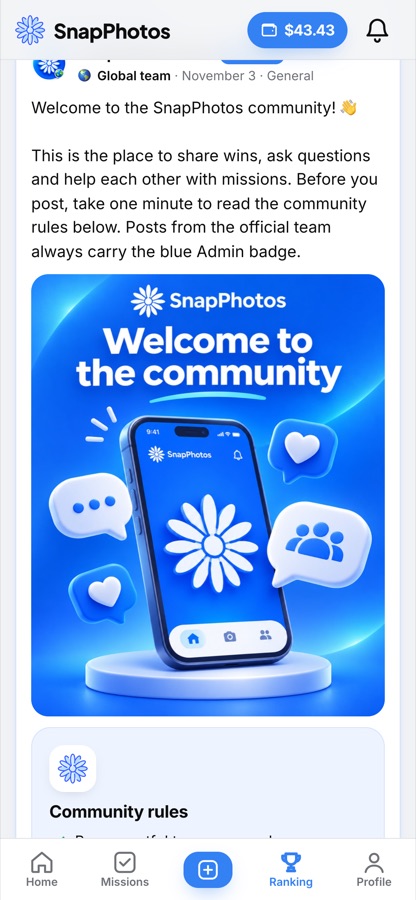 SnapPhotos
$43.43
Global team · November 3 · General
Welcome to the SnapPhotos community! 👋
This is the place to share wins, ask questions
and help each other with missions. Before you
post, take one minute to read the community
rules below. Posts from the official team
always carry the blue Admin badge.
SnapPhotos
Welcome to
the community
9:41
SnapPhotos
Community rules
Home
Missions
Ranking
Profile